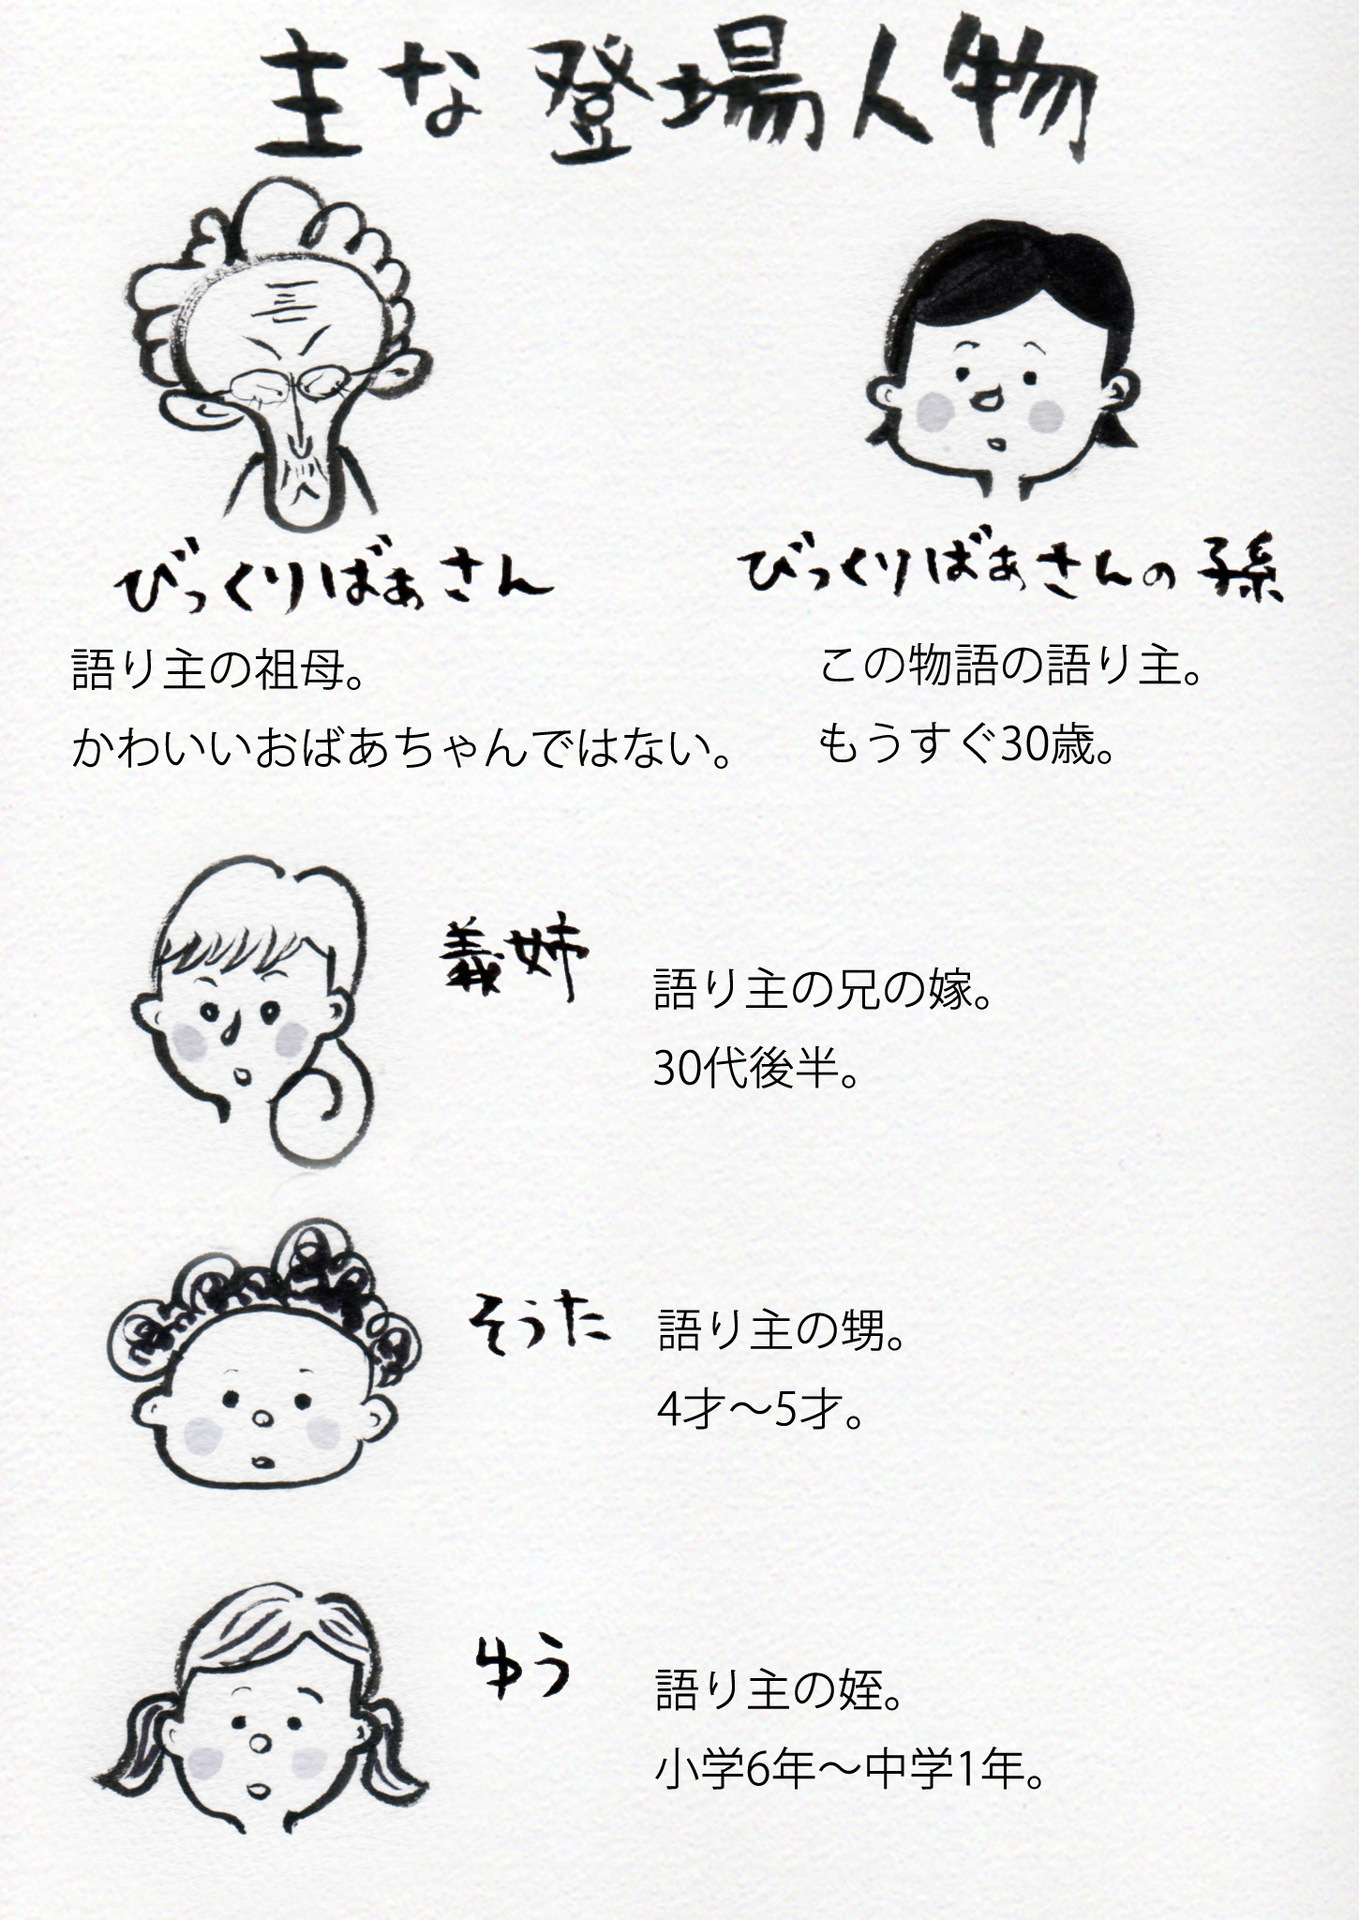 主な登場人物
びっくりばぁさん
語り主の祖母。
かわいいおばあちゃんではない。
びっくりばぁさんの孫
この物語の語り主。
もうすぐ30歳。
義姉
語り主の兄の嫁。
30代後半。
そうた
語り主の甥。
4才～5才。
ゆう
語り主の姪。
小学6年～中学1年。